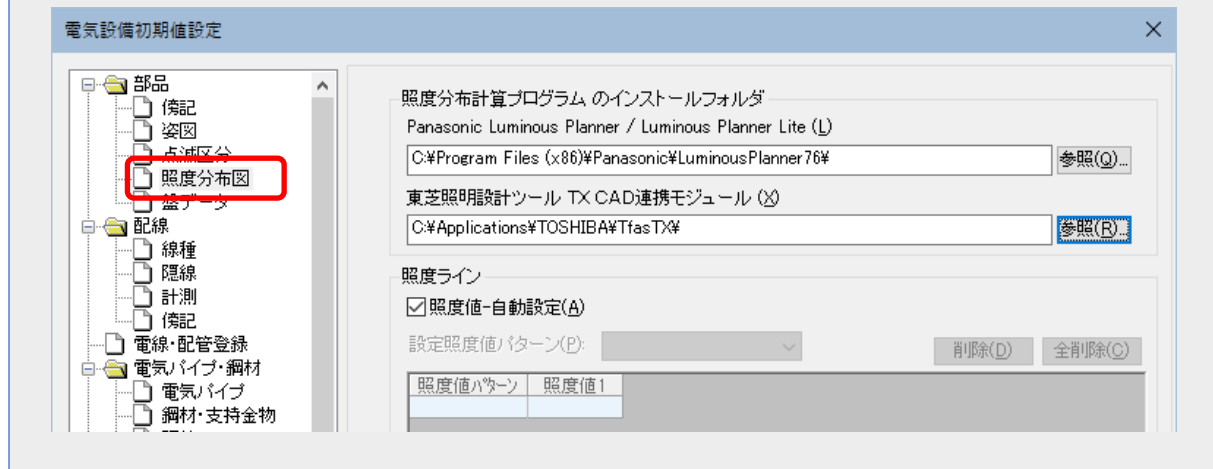 電気設備初期値設定
部品
傍記
姿図
点滅区分
照度分布図
盤データ
配線
線種
隠線
計測
傍記
電線・配管登録
電気パイプ・鋼材
電気パイプ
鋼材・支持金物
照度分布計算プログラム のインストールフォルダ
Panasonic Luminous Planner / Luminous Planner Lite (L)
C:¥Program Files (x86)¥Panasonic¥LuminousPlanner76¥
参照(Q)...
東芝照明設計ツール TX CAD連携モジュール (X)
C:¥Applications¥TOSHIBA¥TfasTX¥
参照(R)...
照度ライン
照度値-自動設定(A)
設定照度値パターン(P):
削除(D)
全削除(C)
照度値パターン 照度値1